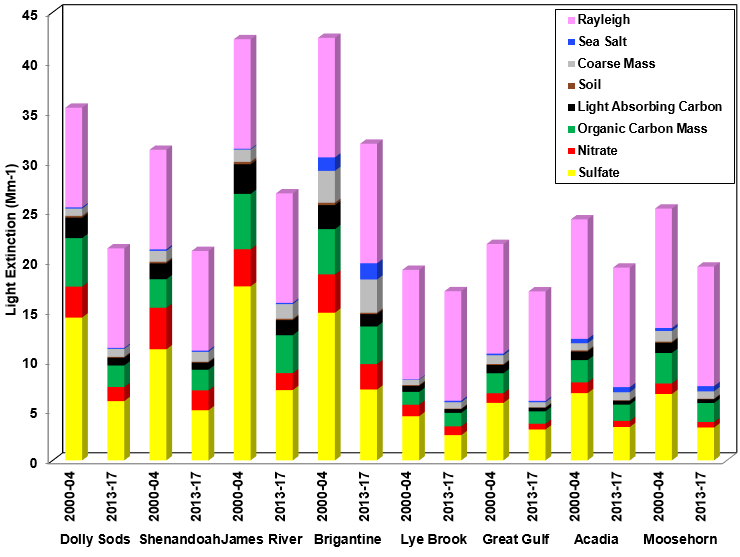 45
40
35
30
25
20
15
10
5
0
Light Extinction (Mm-1)
Rayleigh
Sea Salt
Coarse Mass
Soil
Light Absorbing Carbon
Organic Carbon Mass
Nitrate
Sulfate
2000-04
2013-17
2000-04
2013-17
2000-04
2013-17
2000-04
2013-17
2000-04
2013-17
2000-04
2013-17
2000-04
2013-17
2000-04
2013-17
Dolly Sods Shenandoah James River Brigantine Lye Brook Great Gulf Acadia Moosehorn